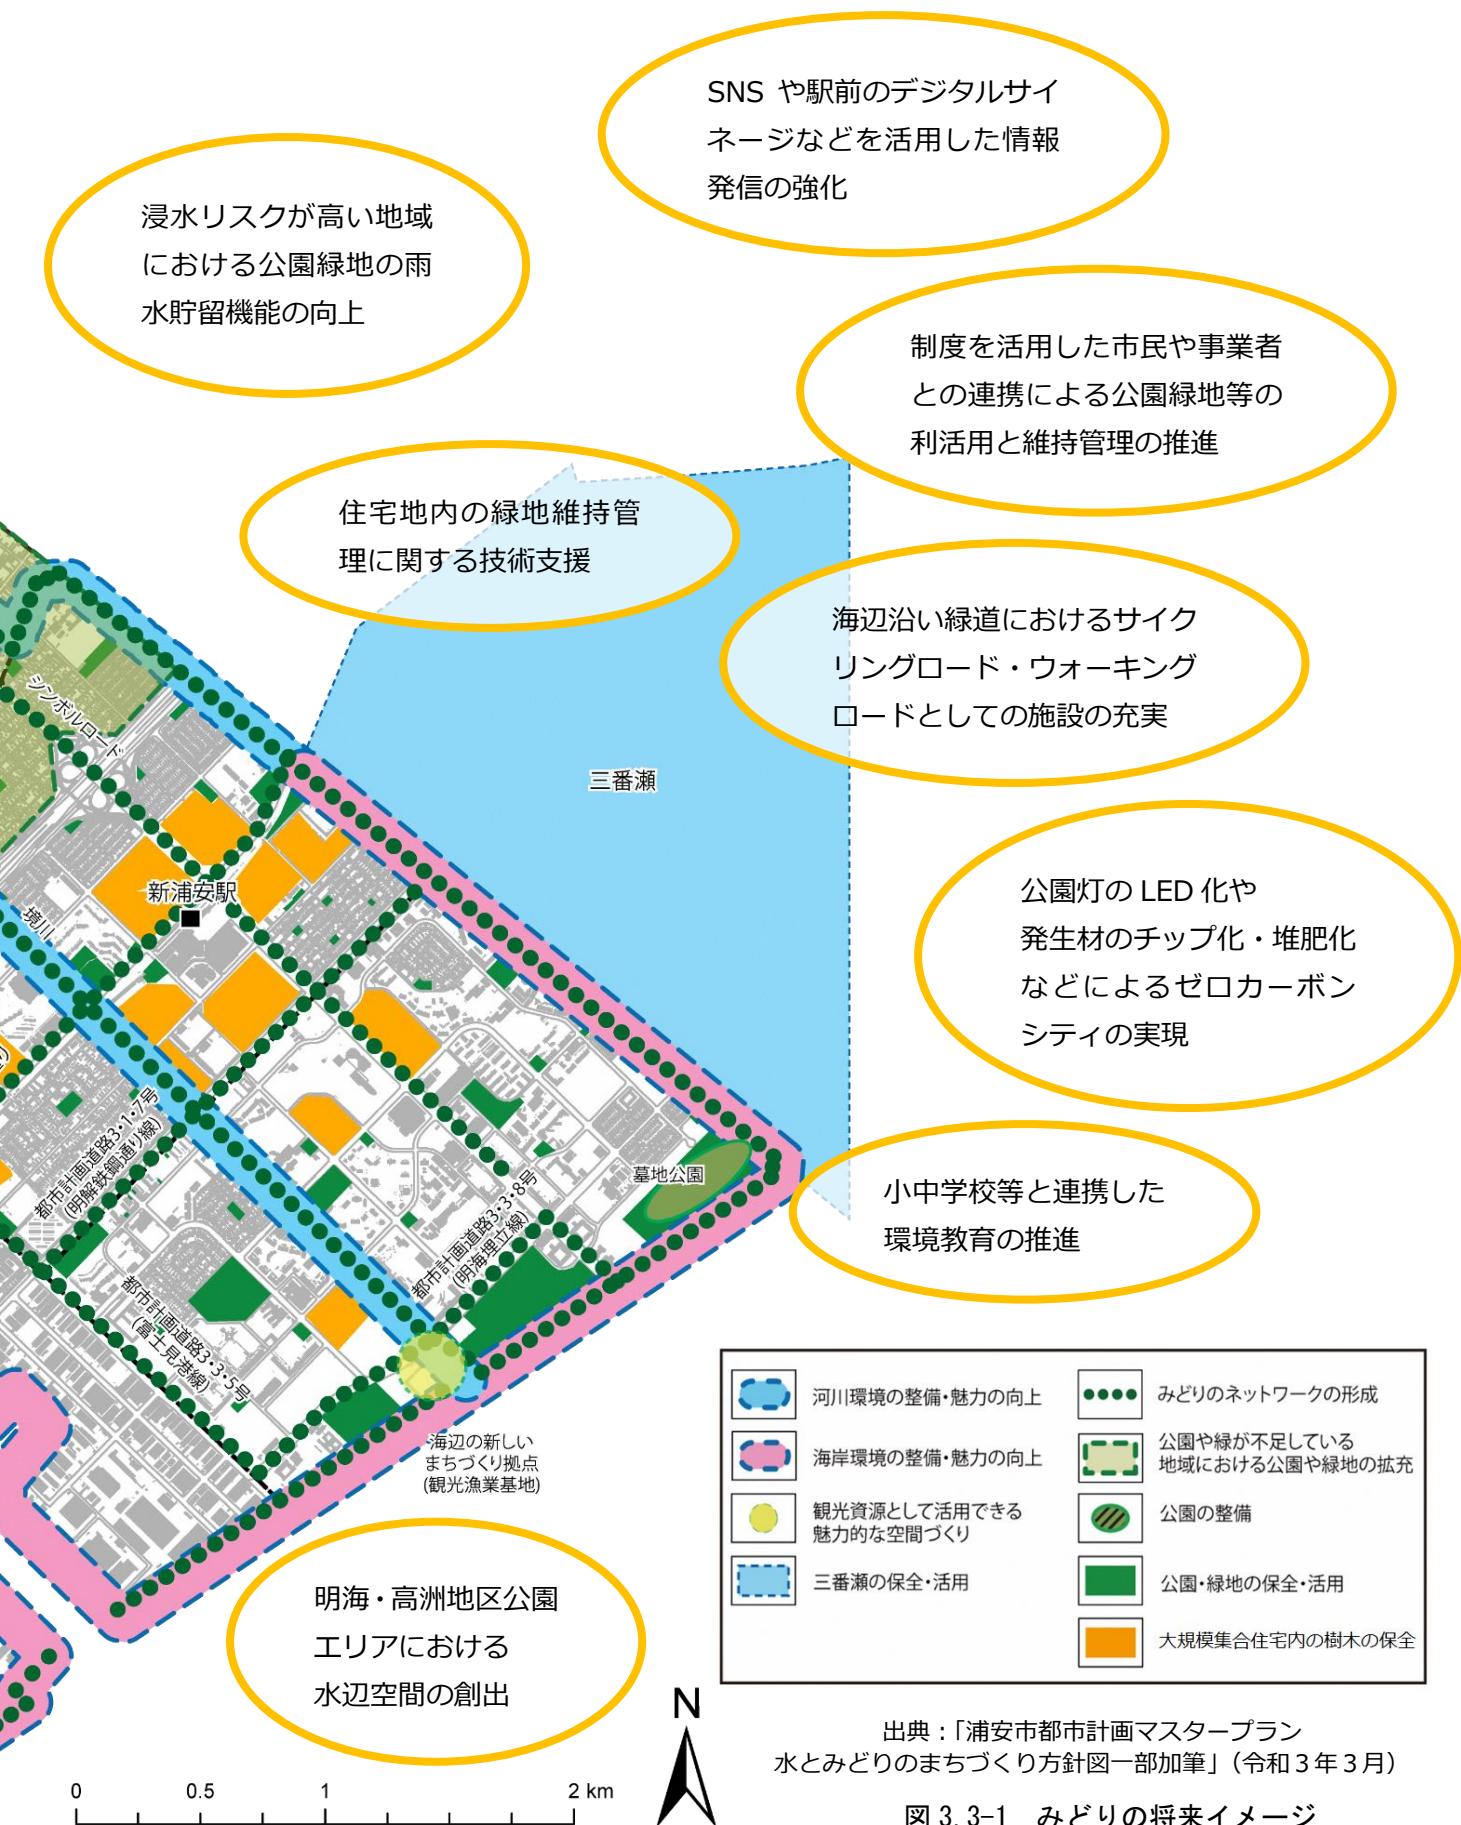 SNS や駅前のデジタルサイ
ネージなどを活用した情報
発信の強化
浸水リスクが高い地域
における公園緑地の雨
水貯留機能の向上
制度を活用した市民や事業者
との連携による公園緑地等の
利活用と維持管理の推進
住宅地内の緑地維持管
理に関する技術支援
海辺沿い緑道におけるサイク
リングロード・ウォーキング
ロードとしての施設の充実
シンボルロード
三番瀬
新浦安駅
境川
公園灯の LED 化や
発生材のチップ化・堆肥化
などによるゼロカーボン
シティの実現
都市計画道路3・1・7号
(明解鉄鋼通り線)
墓地公園
都市計画道路3・3・8号
(明海埋立線)
小中学校等と連携した
環境教育の推進
都市計画道路3・3・5号
(富士見港線)
海辺の新しい
まちづくり拠点
(観光漁業基地)
河川環境の整備・魅力の向上
海岸環境の整備・魅力の向上
観光資源として活用できる
魅力的な空間づくり
三番瀬の保全・活用
みどりのネットワークの形成
公園や緑が不足している
地域における公園や緑地の拡充
公園の整備
公園・緑地の保全・活用
大規模集合住宅内の樹木の保全
明海・高洲地区公園
エリアにおける
水辺空間の創出
N
0 0.5 1 2 km
出典：「浦安市都市計画マスタープラン
水とみどりのまちづくり方針図一部加筆」（令和３年３月）
図 3.3-1 みどりの将来イメージ